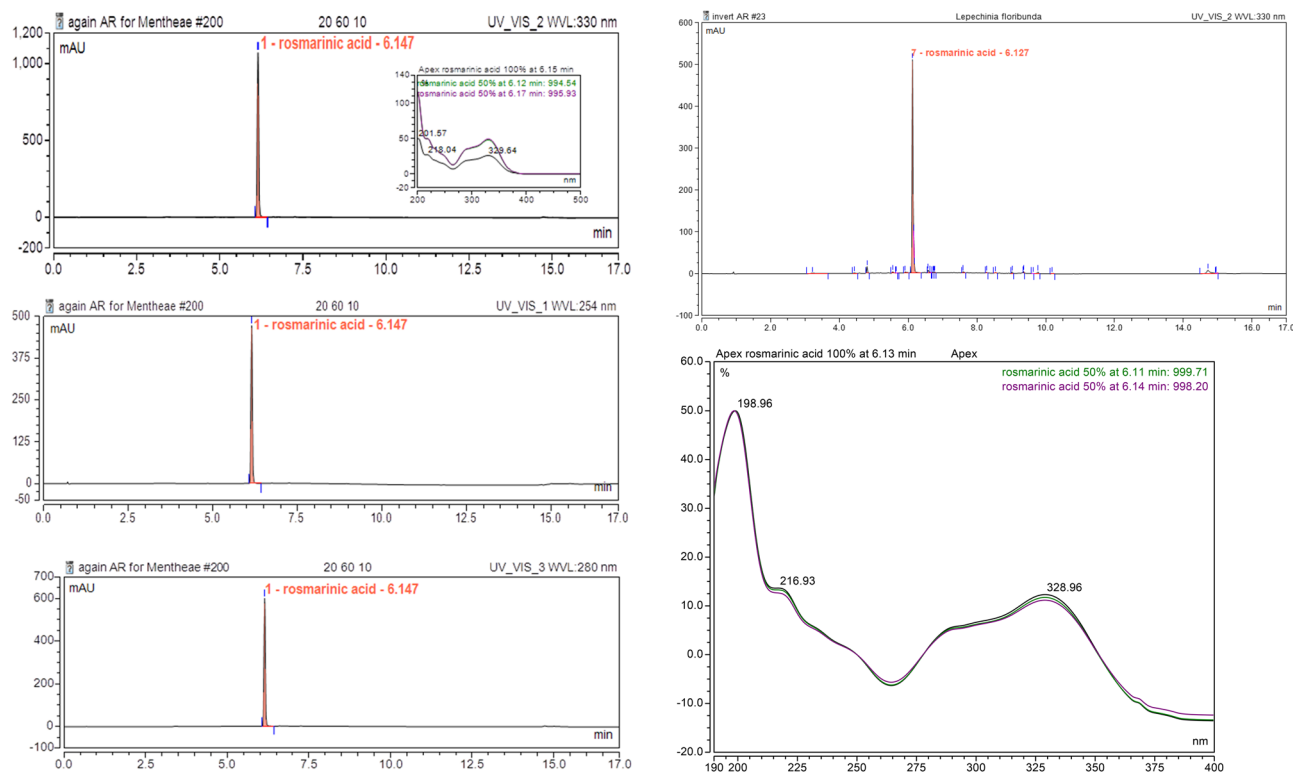 again AR for Mentheae #200 20 60 10 UV_VIS_2 WVL:330 nm
1,200
mAU
1 - rosmarinic acid - 6.147
1,000
500
0
-200
min
0.0 2.5 5.0 7.5 10.0 12.5 15.0 17.0
Apex rosmarinic acid 100% at 6.15 min
140
%
rosmarinic acid 50% at 6.12 min: 994.54
rosmarinic acid 50% at 6.17 min: 995.93
100
50
0
-20
201.57
218.04
329.64
nm
200 300 400 500
again AR for Mentheae #200 20 60 10 UV_VIS_1 WVL:254 nm
500
mAU
1 - rosmarinic acid - 6.147
375
250
125
0
-50
min
0.0 2.5 5.0 7.5 10.0 12.5 15.0 17.0
again AR for Mentheae #200 20 60 10 UV_VIS_3 WVL:280 nm
700
mAU
1 - rosmarinic acid - 6.147
600
400
200
0
-100
min
0.0 2.5 5.0 7.5 10.0 12.5 15.0 17.0
invert AR #23 Lepechinia floribunda UV_VIS_2 WVL:330 nm
600
mAU
7 - rosmarinic acid - 6.127
500
400
300
200
100
0
-100
min
0.0 2.0 4.0 6.0 8.0 10.0 12.0 14.0 16.0 17.0
Apex rosmarinic acid 100% at 6.13 min Apex
60.0
%
rosmarinic acid 50% at 6.11 min: 999.71
rosmarinic acid 50% at 6.14 min: 998.20
50.0
40.0
30.0
20.0
10.0
0.0
-10.0
-20.0
198.96
216.93
328.96
nm
190 200 225 250 275 300 325 350 375 400